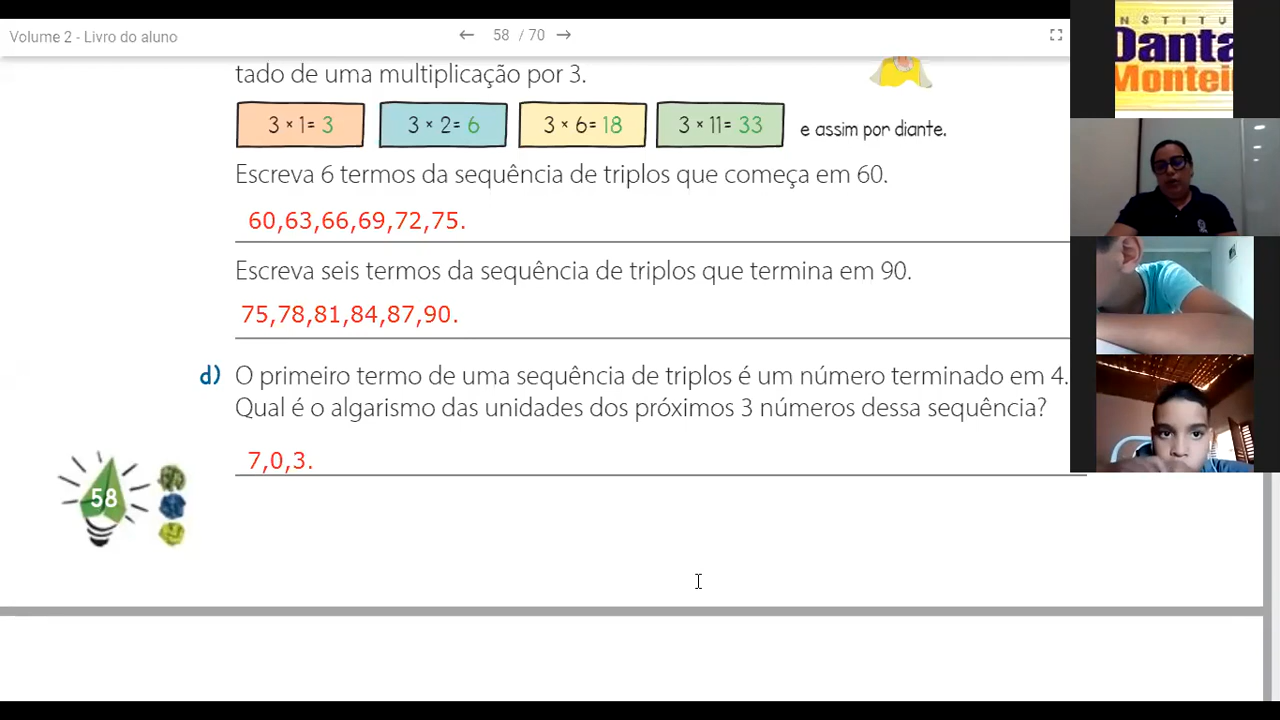 Volume 2 - Livro do aluno
58 / 70
INSTITU
Danta
Montei
tado de uma multiplicação por 3.
3 × 1= 3
3 × 2= 6
3 × 6= 18
3 × 11= 33
e assim por diante.
Escreva 6 termos da sequência de triplos que começa em 60.
60,63,66,69,72,75.
Escreva seis termos da sequência de triplos que termina em 90.
75,78,81,84,87,90.
d) O primeiro termo de uma sequência de triplos é um número terminado em 4.
Qual é o algarismo das unidades dos próximos 3 números dessa sequência?
7,0,3.
58